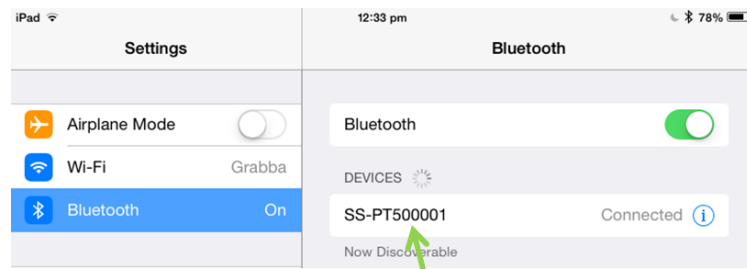 iPad 12:33 pm 78%
Settings
Bluetooth
Airplane Mode
Wi-Fi Grabba
Bluetooth On
Bluetooth
DEVICES
SS-PT500001 Connected
Now Discoverable